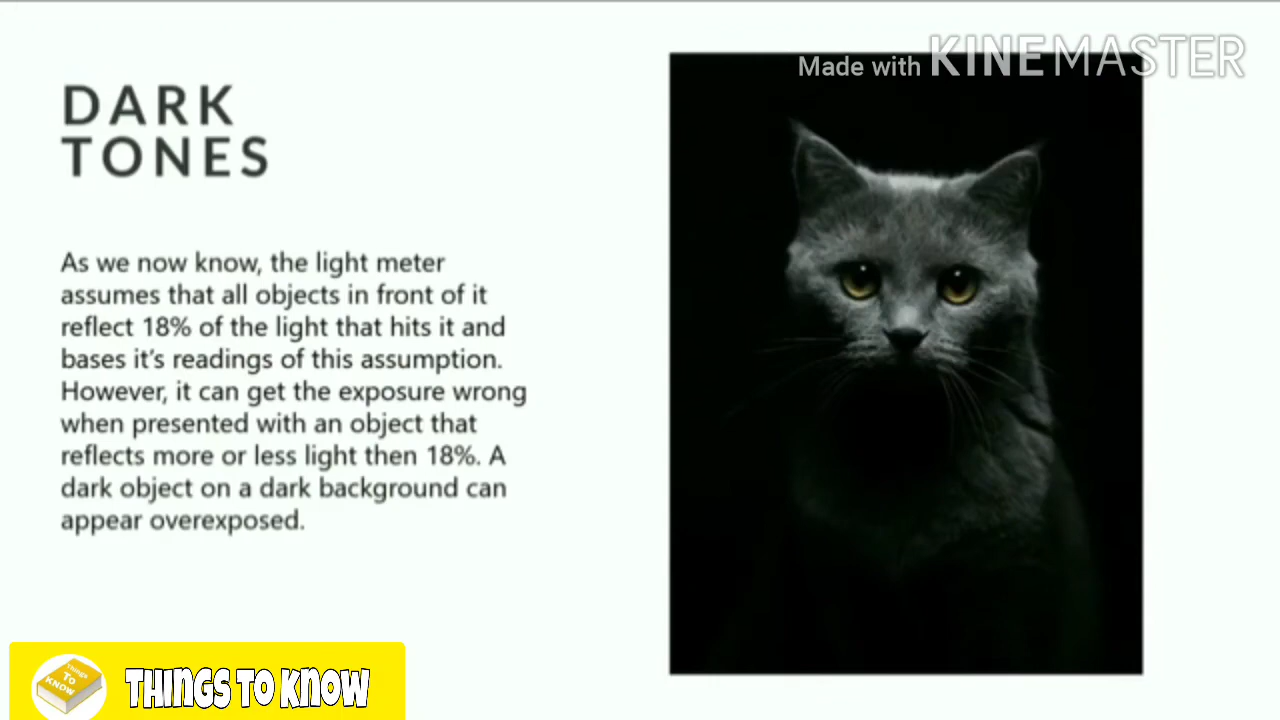 Made with KINEMASTER
DARK
TONES
As we now know, the light meter
assumes that all objects in front of it
reflect 18% of the light that hits it and
bases it's readings of this assumption.
However, it can get the exposure wrong
when presented with an object that
reflects more or less light then 18%. A
dark object on a dark background can
appear overexposed.
Things
To
KNOW
THINGS TO KNOW